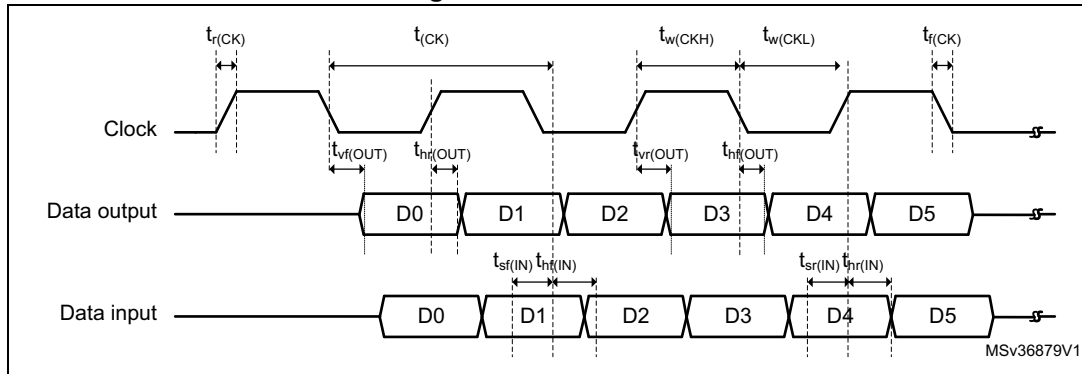 tr(CK) t(CK) tw(CKH) tw(CKL) tf(CK)
Clock
tvf(OUT) thr(OUT) tvr(OUT) thf(OUT)
Data output D0 D1 D2 D3 D4 D5
tsf(IN) thf(IN) tsr(IN) thr(IN)
Data input D0 D1 D2 D3 D4 D5
MSv36879V1